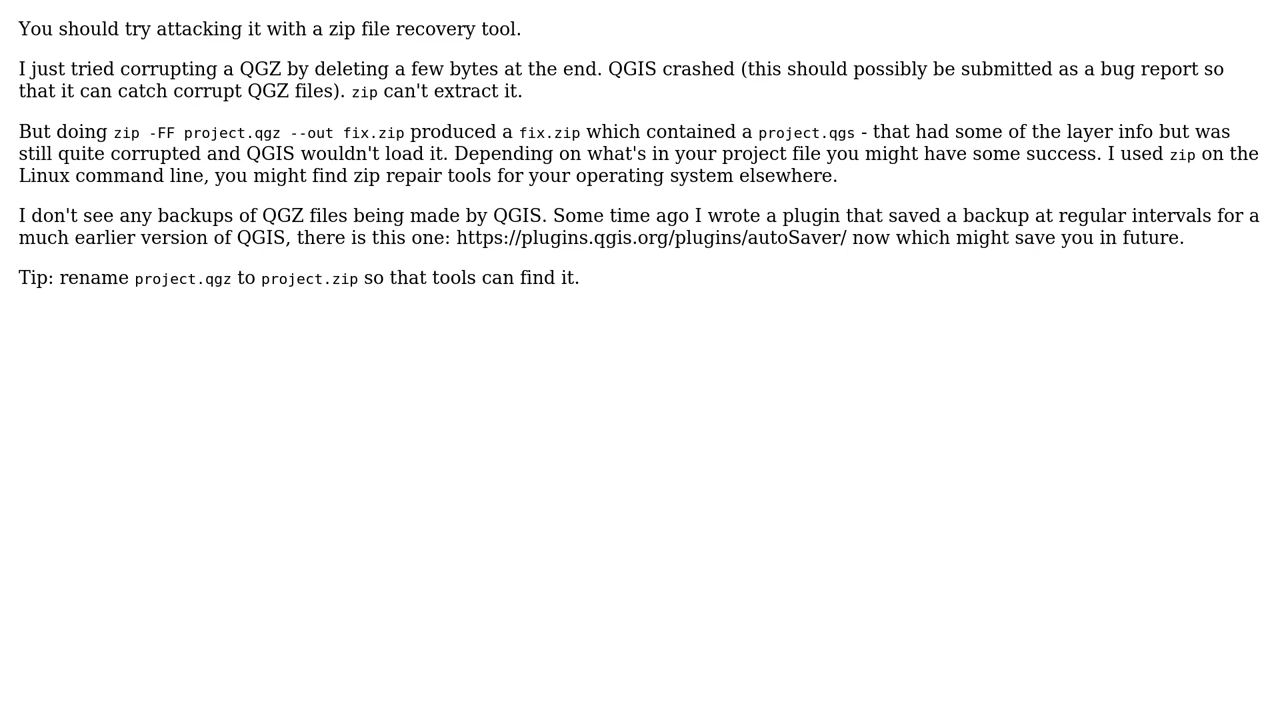 You should try attacking it with a zip file recovery tool.
I just tried corrupting a QGZ by deleting a few bytes at the end. QGIS crashed (this should possibly be submitted as a bug report so
that it can catch corrupt QGZ files). zip can't extract it.
But doing zip -FF project.qgz --out fix.zip produced a fix.zip which contained a project.qgs - that had some of the layer info but was
still quite corrupted and QGIS wouldn't load it. Depending on what's in your project file you might have some success. I used zip on the
Linux command line, you might find zip repair tools for your operating system elsewhere.
I don't see any backups of QGZ files being made by QGIS. Some time ago I wrote a plugin that saved a backup at regular intervals for a
much earlier version of QGIS, there is this one: https://plugins.qgis.org/plugins/autoSaver/ now which might save you in future.
Tip: rename project.qgz to project.zip so that tools can find it.